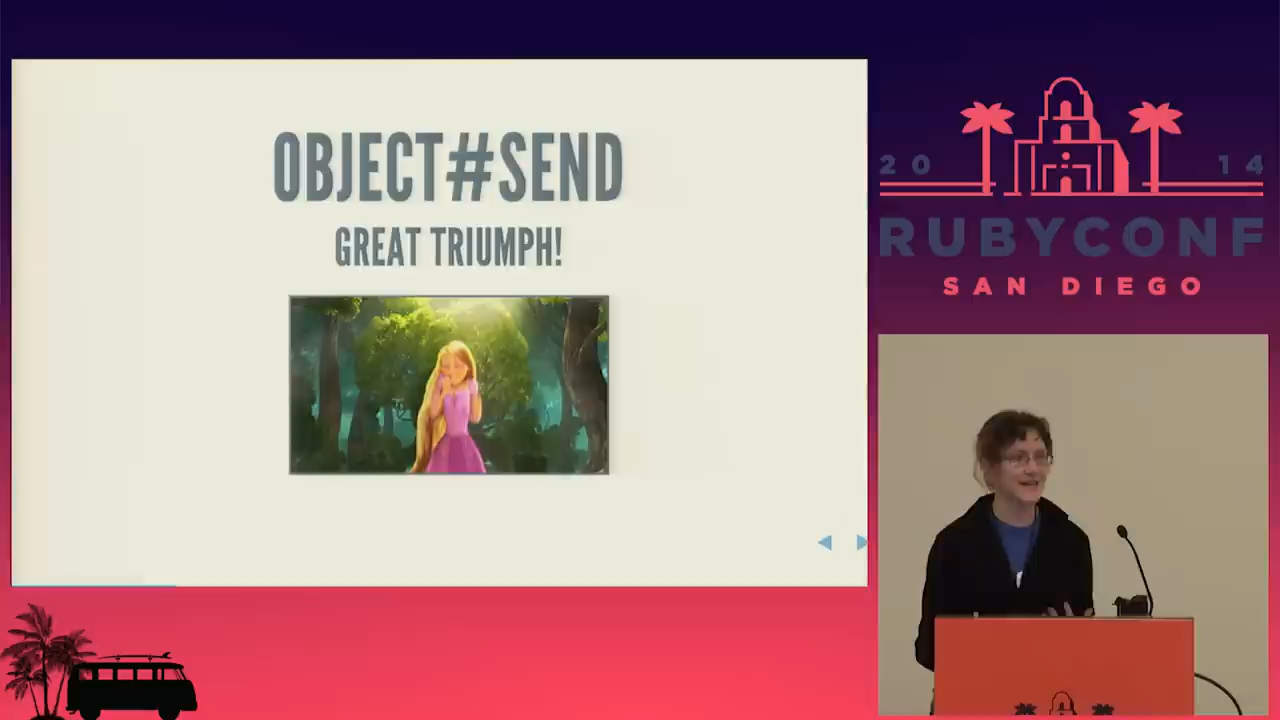 OBJECT#SEND
GREAT TRIUMPH!
20 14
RUBYCONF
SAN DIEGO